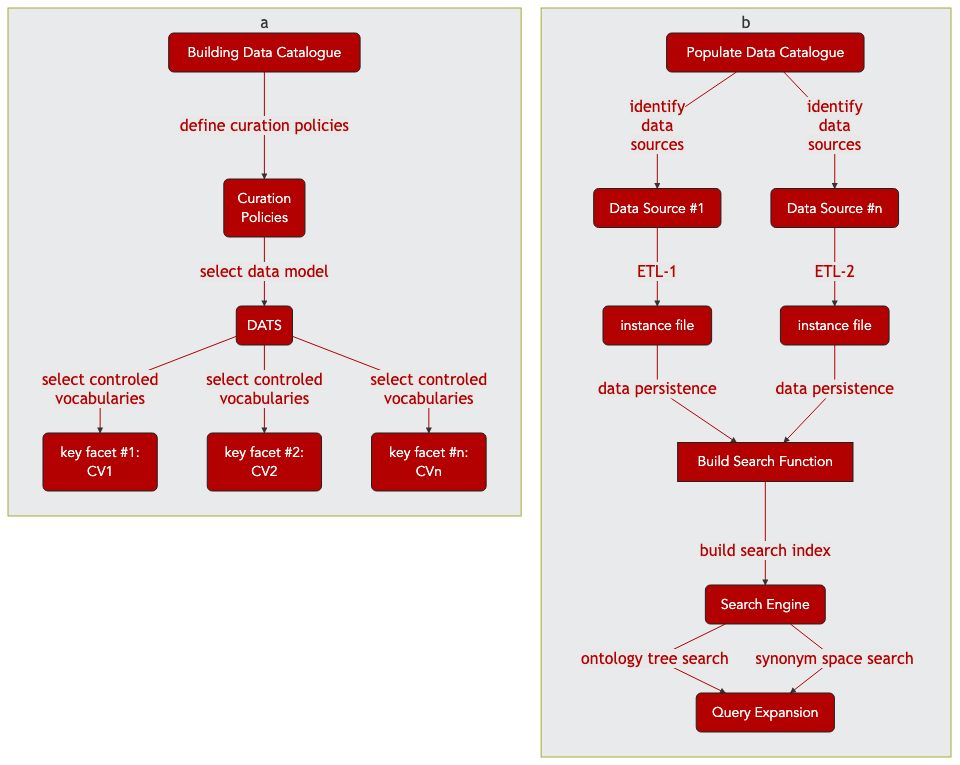 a
Building Data Catalogue
define curation policies
Curation
Policies
select data model
DATS
select controled
vocabularies
select controled
vocabularies
select controled
vocabularies
key facet #1:
CV1
key facet #2:
CV2
key facet #n:
CVn
b
Populate Data Catalogue
identify
data
sources
identify
data
sources
Data Source #1
Data Source #n
ETL-1
ETL-2
instance file
instance file
data persistence
data persistence
Build Search Function
build search index
Search Engine
ontology tree search
synonym space search
Query Expansion